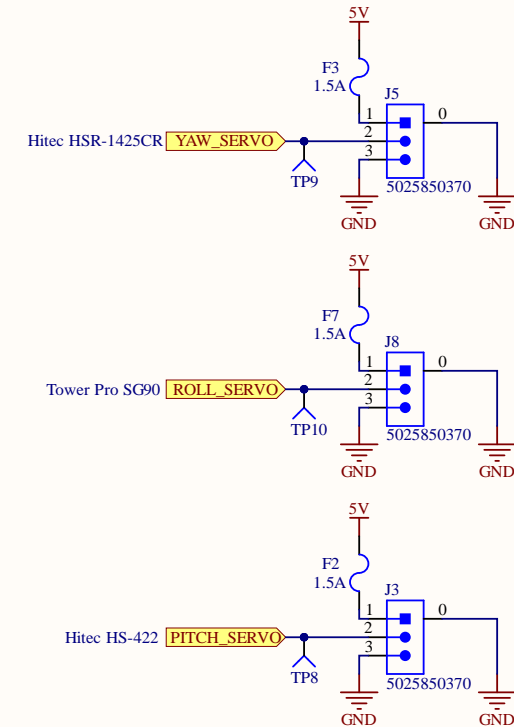 5V
F3
1.5A
J5
1
0
Hitec HSR-1425CR YAW_SERVO
2
3
TP9
5025850370
GND
GND
5V
F7
1.5A
J8
1
0
Tower Pro SG90 ROLL_SERVO
2
3
TP10
5025850370
GND
GND
5V
F2
1.5A
J3
1
0
Hitec HS-422 PITCH_SERVO
2
3
TP8
5025850370
GND
GND